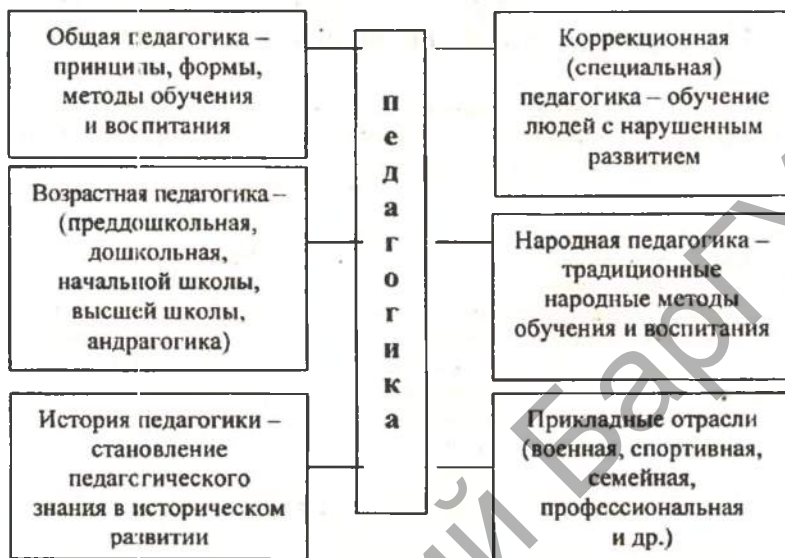 Общая педагогика –
принципы, формы,
методы обучения
и воспитания
Возрастная педагогика –
(преддошкольная,
дошкольная,
начальной школы,
высшей школы,
андрагогика)
История педагогики –
становление
педагогического
знания в историческом
развитии
педагогика
Коррекционная
(специальная)
педагогика – обучение
людей с нарушенным
развитием
Народная педагогика –
традиционные
народные методы
обучения и воспитания
Прикладные отрасли
(военная, спортивная,
семейная,
профессиональная
и др.)